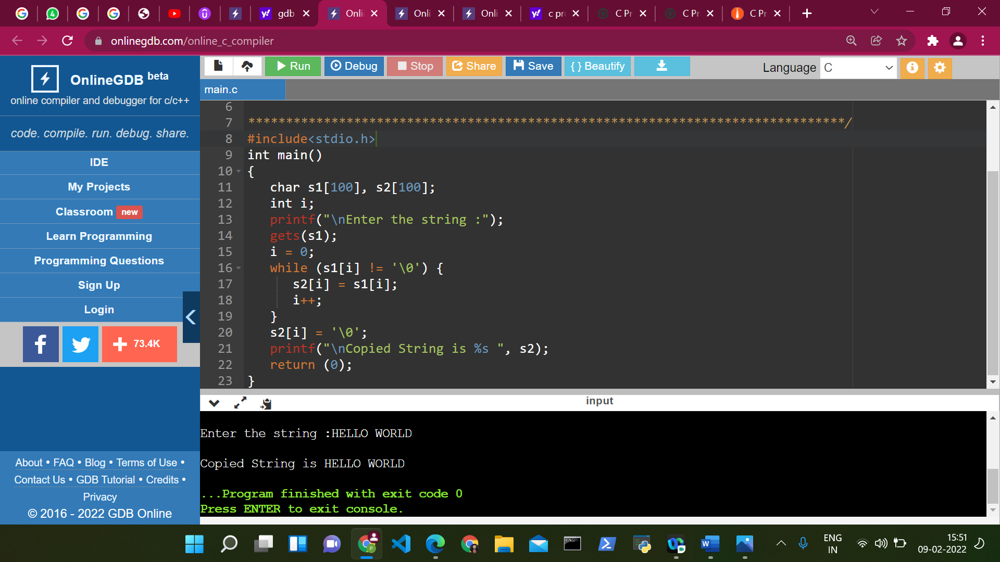 gdb
Onli
Onli
Onli
c pr
C Pr
C Pr
C Pr
onlinegdb.com/online_c_compiler
OnlineGDB beta
online compiler and debugger for c/c++
code. compile. run. debug. share.
IDE
My Projects
Classroom new
Learn Programming
Programming Questions
Sign Up
Login
73.4K
About • FAQ • Blog • Terms of Use •
Contact Us • GDB Tutorial • Credits •
Privacy
© 2016 - 2022 GDB Online
Run
Debug
Stop
Share
Save
{ } Beautify
Language C
main.c
6
7 *******************************************************************************/
8 #include<stdio.h>
9 int main()
10 {
11 char s1[100], s2[100];
12 int i;
13 printf("\nEnter the string :");
14 gets(s1);
15 i = 0;
16 while (s1[i] != '\0') {
17 s2[i] = s1[i];
18 i++;
19 }
20 s2[i] = '\0';
21 printf("\nCopied String is %s ", s2);
22 return (0);
23 }
input
Enter the string :HELLO WORLD
Copied String is HELLO WORLD
...Program finished with exit code 0
Press ENTER to exit console.
ENG
IN
15:51
09-02-2022